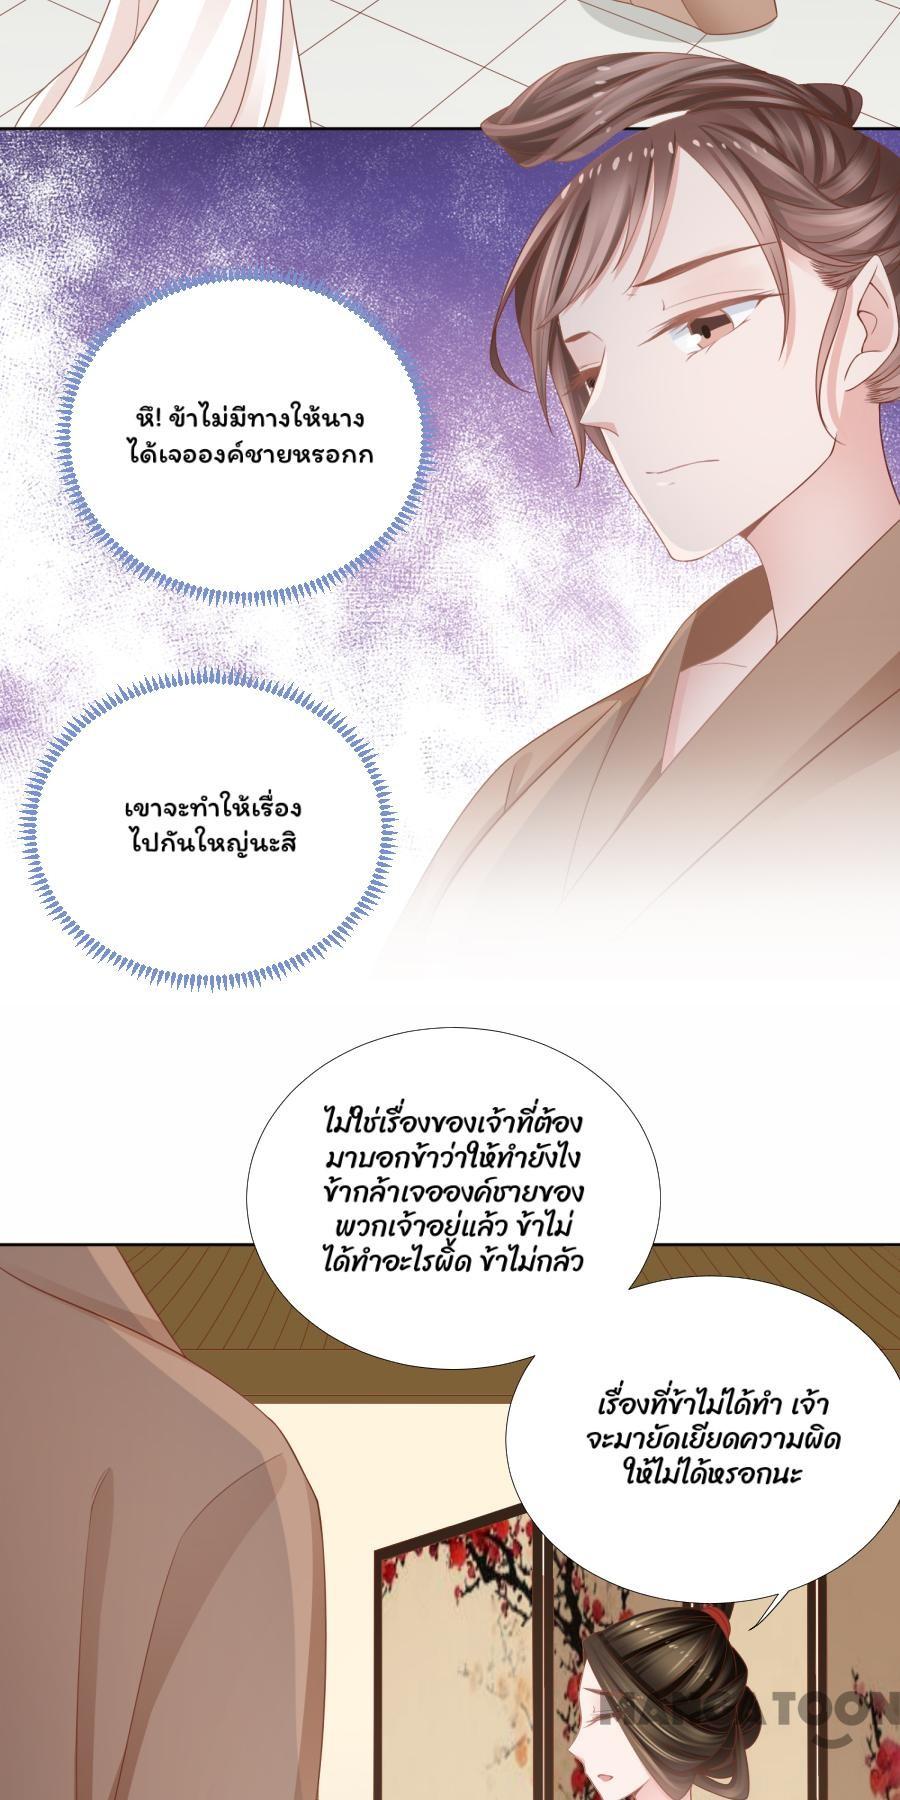 หึ! ข้าไม่มีทางให้นาง
ได้เจอองค์ชายหรอกก
เขาจะทำให้เรื่อง
ไปกันใหญ่นะสิ
ไม่ใช่เรื่องของเจ้าที่ต้อง
มาบอกข้าว่าให้ทำยังไง
ข้ากล้าเจอองค์ชายของ
พวกเจ้าอยู่แล้ว ข้าไม่
ได้ทำอะไรผิด ข้าไม่กลัว
เรื่องที่ข้าไม่ได้ทำ เจ้า
จะมายัดเยียดความผิด
ให้ไม่ได้หรอกนะ
MANGA TOON